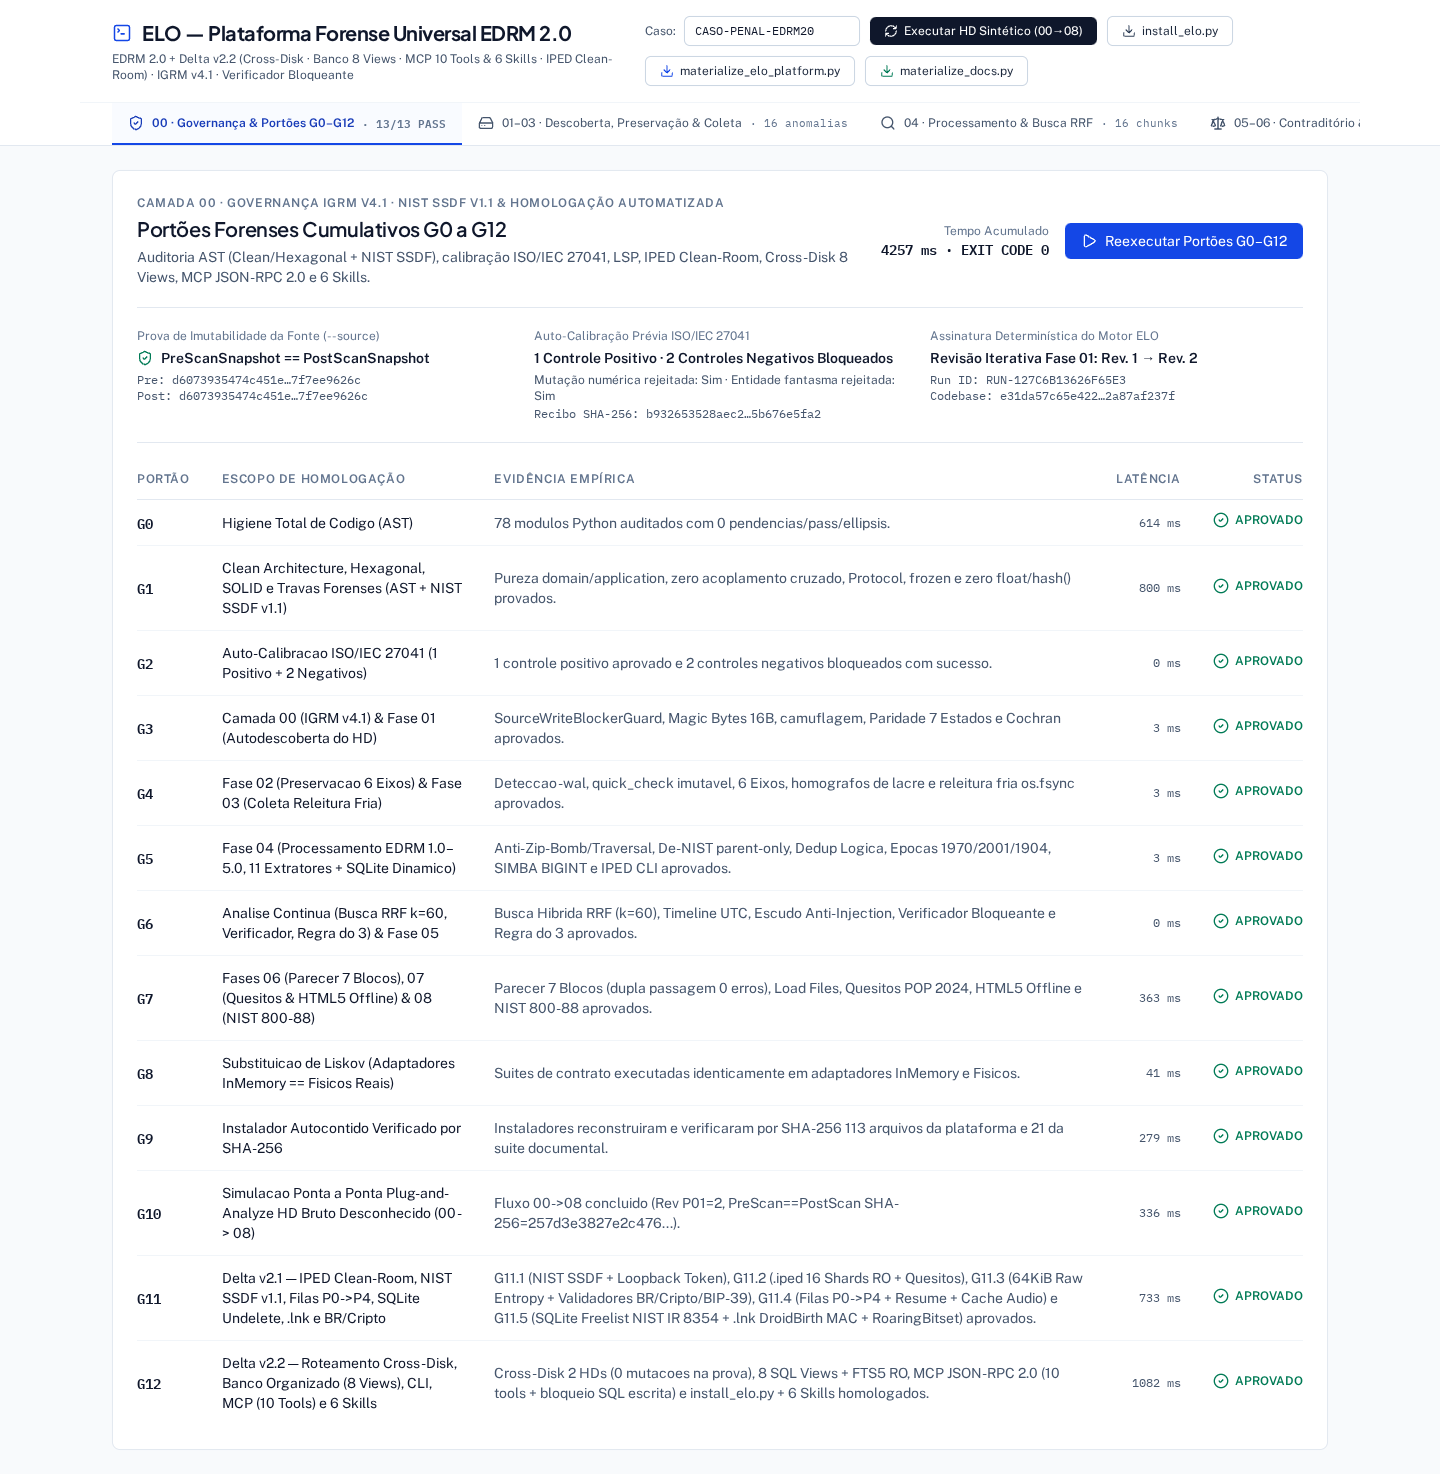 ELO — Plataforma Forense Universal EDRM 2.0
EDRM 2.0 + Delta v2.2 (Cross-Disk · Banco 8 Views · MCP 10 Tools & 6 Skills · IPED Clean-
Room) · IGRM v4.1 · Verificador Bloqueante
Caso: CASO-PENAL-EDRM20
Executar HD Sintético (00→08)
install_elo.py
materialize_elo_platform.py
materialize_docs.py
00 · Governança & Portões G0–G12 · 13/13 PASS
01–03 · Descoberta, Preservação & Coleta · 16 anomalias
04 · Processamento & Busca RRF · 16 chunks
05–06 · Contraditório
CAMADA 00 · GOVERNANÇA IGRM V4.1 · NIST SSDF V1.1 & HOMOLOGAÇÃO AUTOMATIZADA
Portões Forenses Cumulativos G0 a G12
Auditoria AST (Clean/Hexagonal + NIST SSDF), calibração ISO/IEC 27041, LSP, IPED Clean-Room, Cross-Disk 8
Views, MCP JSON-RPC 2.0 e 6 Skills.
Tempo Acumulado
4257 ms · EXIT CODE 0
Reexecutar Portões G0–G12
Prova de Imutabilidade da Fonte (--source)
PreScanSnapshot == PostScanSnapshot
Pre: d6073935474c451e…7f7ee9626c
Post: d6073935474c451e…7f7ee9626c
Auto-Calibração Prévia ISO/IEC 27041
1 Controle Positivo · 2 Controles Negativos Bloqueados
Mutação numérica rejeitada: Sim · Entidade fantasma rejeitada:
Sim
Recibo SHA-256: b932653528aec2…5b676e5fa2
Assinatura Determinística do Motor ELO
Revisão Iterativa Fase 01: Rev. 1 → Rev. 2
Run ID: RUN-127C6B13626F65E3
Codebase: e31da57c65e422…2a87af237f
PORTÃO ESCOPO DE HOMOLOGAÇÃO EVIDÊNCIA EMPÍRICA LATÊNCIA STATUS
G0
Higiene Total de Codigo (AST)
78 modulos Python auditados com 0 pendencias/pass/ellipsis.
614 ms
APROVADO
G1
Clean Architecture, Hexagonal,
SOLID e Travas Forenses (AST + NIST
SSDF v1.1)
Pureza domain/application, zero acoplamento cruzado, Protocol, frozen e zero float/hash()
provados.
800 ms
APROVADO
G2
Auto-Calibracao ISO/IEC 27041 (1
Positivo + 2 Negativos)
1 controle positivo aprovado e 2 controles negativos bloqueados com sucesso.
0 ms
APROVADO
G3
Camada 00 (IGRM v4.1) & Fase 01
(Autodescoberta do HD)
SourceWriteBlockerGuard, Magic Bytes 16B, camuflagem, Paridade 7 Estados e Cochran
aprovados.
3 ms
APROVADO
G4
Fase 02 (Preservacao 6 Eixos) & Fase
03 (Coleta Releitura Fria)
Deteccao -wal, quick_check imutavel, 6 Eixos, homografos de lacre e releitura fria os.fsync
aprovados.
3 ms
APROVADO
G5
Fase 04 (Processamento EDRM 1.0–
5.0, 11 Extratores + SQLite Dinamico)
Anti-Zip-Bomb/Traversal, De-NIST parent-only, Dedup Logica, Epocas 1970/2001/1904,
SIMBA BIGINT e IPED CLI aprovados.
3 ms
APROVADO
G6
Analise Continua (Busca RRF k=60,
Verificador, Regra do 3) & Fase 05
Busca Hibrida RRF (k=60), Timeline UTC, Escudo Anti-Injection, Verificador Bloqueante e
Regra do 3 aprovados.
0 ms
APROVADO
G7
Fases 06 (Parecer 7 Blocos), 07
(Quesitos & HTML5 Offline) & 08
(NIST 800-88)
Parecer 7 Blocos (dupla passagem 0 erros), Load Files, Quesitos POP 2024, HTML5 Offline e
NIST 800-88 aprovados.
363 ms
APROVADO
G8
Substituicao de Liskov (Adaptadores
InMemory == Fisicos Reais)
Suites de contrato executadas identicamente em adaptadores InMemory e Fisicos.
41 ms
APROVADO
G9
Instalador Autocontido Verificado por
SHA-256
Instaladores reconstruiram e verificaram por SHA-256 113 arquivos da plataforma e 21 da
suite documental.
279 ms
APROVADO
G10
Simulacao Ponta a Ponta Plug-and-
Analyze HD Bruto Desconhecido (00-
> 08)
Fluxo 00->08 concluido (Rev P01=2, PreScan==PostScan SHA-
256=257d3e3827e2c476...).
336 ms
APROVADO
G11
Delta v2.1 — IPED Clean-Room, NIST
SSDF v1.1, Filas P0->P4, SQLite
Undelete, .lnk e BR/Cripto
G11.1 (NIST SSDF + Loopback Token), G11.2 (.iped 16 Shards RO + Quesitos), G11.3 (64KiB Raw
Entropy + Validadores BR/Cripto/BIP-39), G11.4 (Filas P0->P4 + Resume + Cache Audio) e
G11.5 (SQLite Freelist NIST IR 8354 + .lnk DroidBirth MAC + RoaringBitset) aprovados.
733 ms
APROVADO
G12
Delta v2.2 — Roteamento Cross-Disk,
Banco Organizado (8 Views), CLI,
MCP (10 Tools) e 6 Skills
Cross-Disk 2 HDs (0 mutacoes na prova), 8 SQL Views + FTS5 RO, MCP JSON-RPC 2.0 (10
tools + bloqueio SQL escrita) e install_elo.py + 6 Skills homologados.
1082 ms
APROVADO